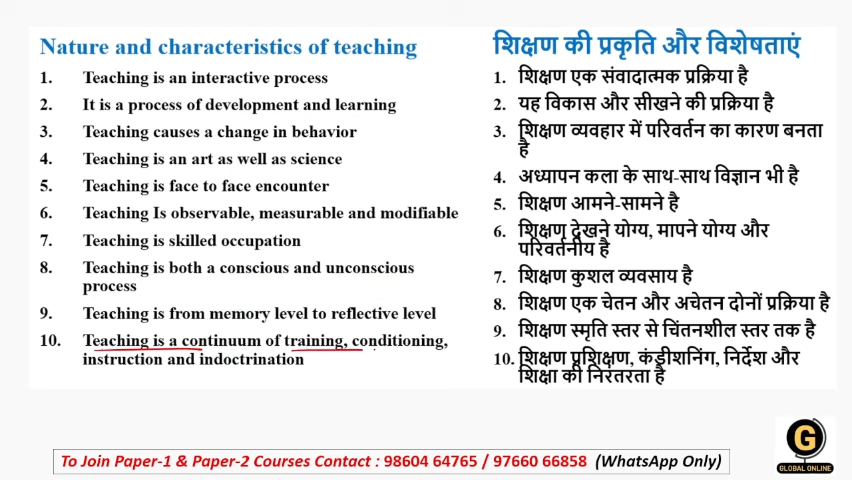 Nature and characteristics of teaching
1. Teaching is an interactive process
2. It is a process of development and learning
3. Teaching causes a change in behavior
4. Teaching is an art as well as science
5. Teaching is face to face encounter
6. Teaching Is observable, measurable and modifiable
7. Teaching is skilled occupation
8. Teaching is both a conscious and unconscious
process
9. Teaching is from memory level to reflective level
10. Teaching is a continuum of training, conditioning,
instruction and indoctrination
शिक्षण की प्रकृति और विशेषताएं
1. शिक्षण एक संवादात्मक प्रक्रिया है
2. यह विकास और सीखने की प्रक्रिया है
3. शिक्षण व्यवहार में परिवर्तन का कारण बनता
है
4. अध्यापन कला के साथ-साथ विज्ञान भी है
5. शिक्षण आमने-सामने है
6. शिक्षण देखने योग्य, मापने योग्य और
परिवर्तनीय है
7. शिक्षण कुशल व्यवसाय है
8. शिक्षण एक चेतन और अचेतन दोनों प्रक्रिया है
9. शिक्षण स्मृति स्तर से चिंतनशील स्तर तक है
10. शिक्षण प्रशिक्षण, कंडीशनिंग, निर्देश और
शिक्षा की निरंतरता है
To Join Paper-1 & Paper-2 Courses Contact : 98604 64765 / 97660 66858 (WhatsApp Only)
G
GLOBAL ONLINE